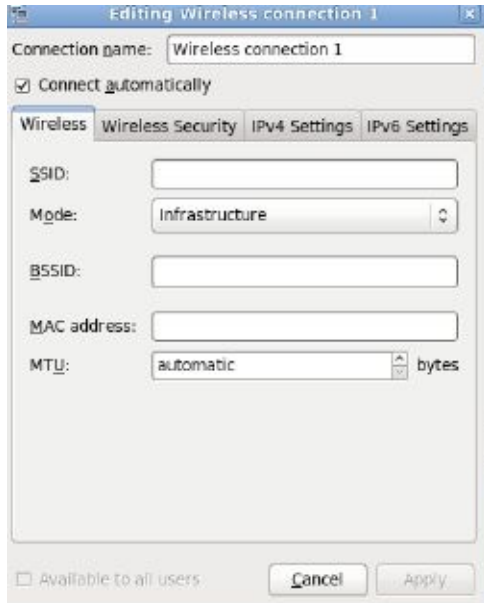 Editing Wireless connection 1
Connection name: Wireless connection 1
Connect automatically
Wireless Wireless Security IPv4 Settings IPv6 Settings
SSID:
Mode: Infrastructure
BSSID:
MAC address:
MTU: automatic bytes
Available to all users Cancel Apply